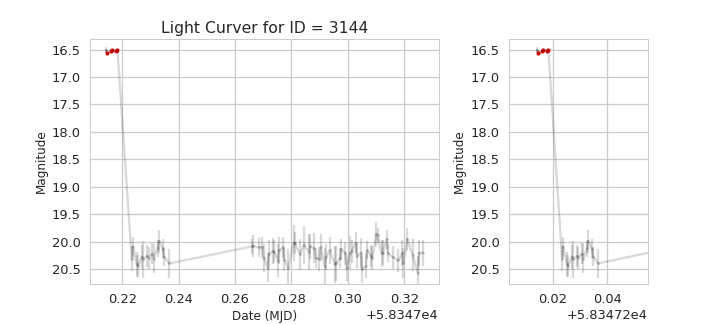 Light Curver for ID = 3144
16.5
17.0
17.5
18.0
18.5
19.0
19.5
20.0
20.5
Magnitude
0.22 0.24 0.26 0.28 0.30 0.32
Date (MJD)
+5.8347e4
16.5
17.0
17.5
18.0
18.5
19.0
19.5
20.0
20.5
Magnitude
0.02 0.04
+5.83472e4